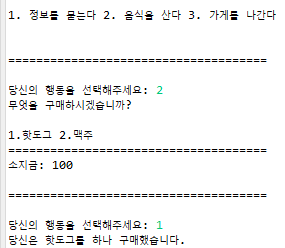 1. 정보를 묻는다 2. 음식을 산다 3. 가게를 나간다
=====================================
당신의 행동을 선택해주세요: 2
무엇을 구매하시겠습니까?
1.핫도그 2.맥주
=====================================
소지금: 100
=====================================
당신의 행동을 선택해주세요: 1
당신은 핫도그를 하나 구매했습니다.